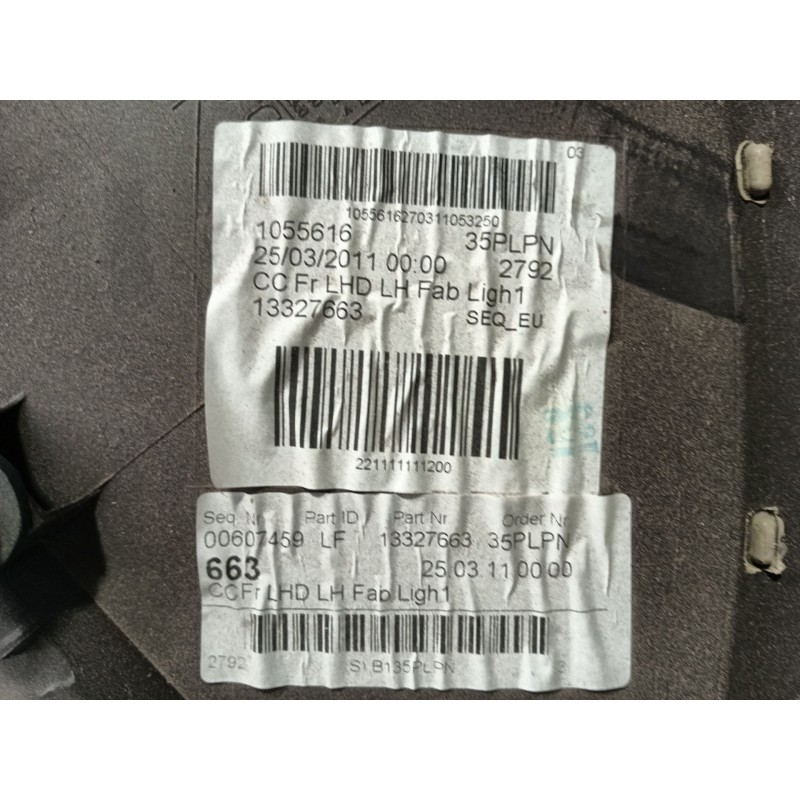 03
1055616270311053250
1055616 35PLPN
25/03/2011 00:00 2792
CC Fr LHD LH Fab Ligh1
13327663 SEQ_EU
221111111200
Seq. Nr Part ID Part Nr Order Nr
00607459 LF 13327663 35PLPN
663 25.03.11 00:00
CC Fr LHD LH Fab Ligh1
2792 35PLPN